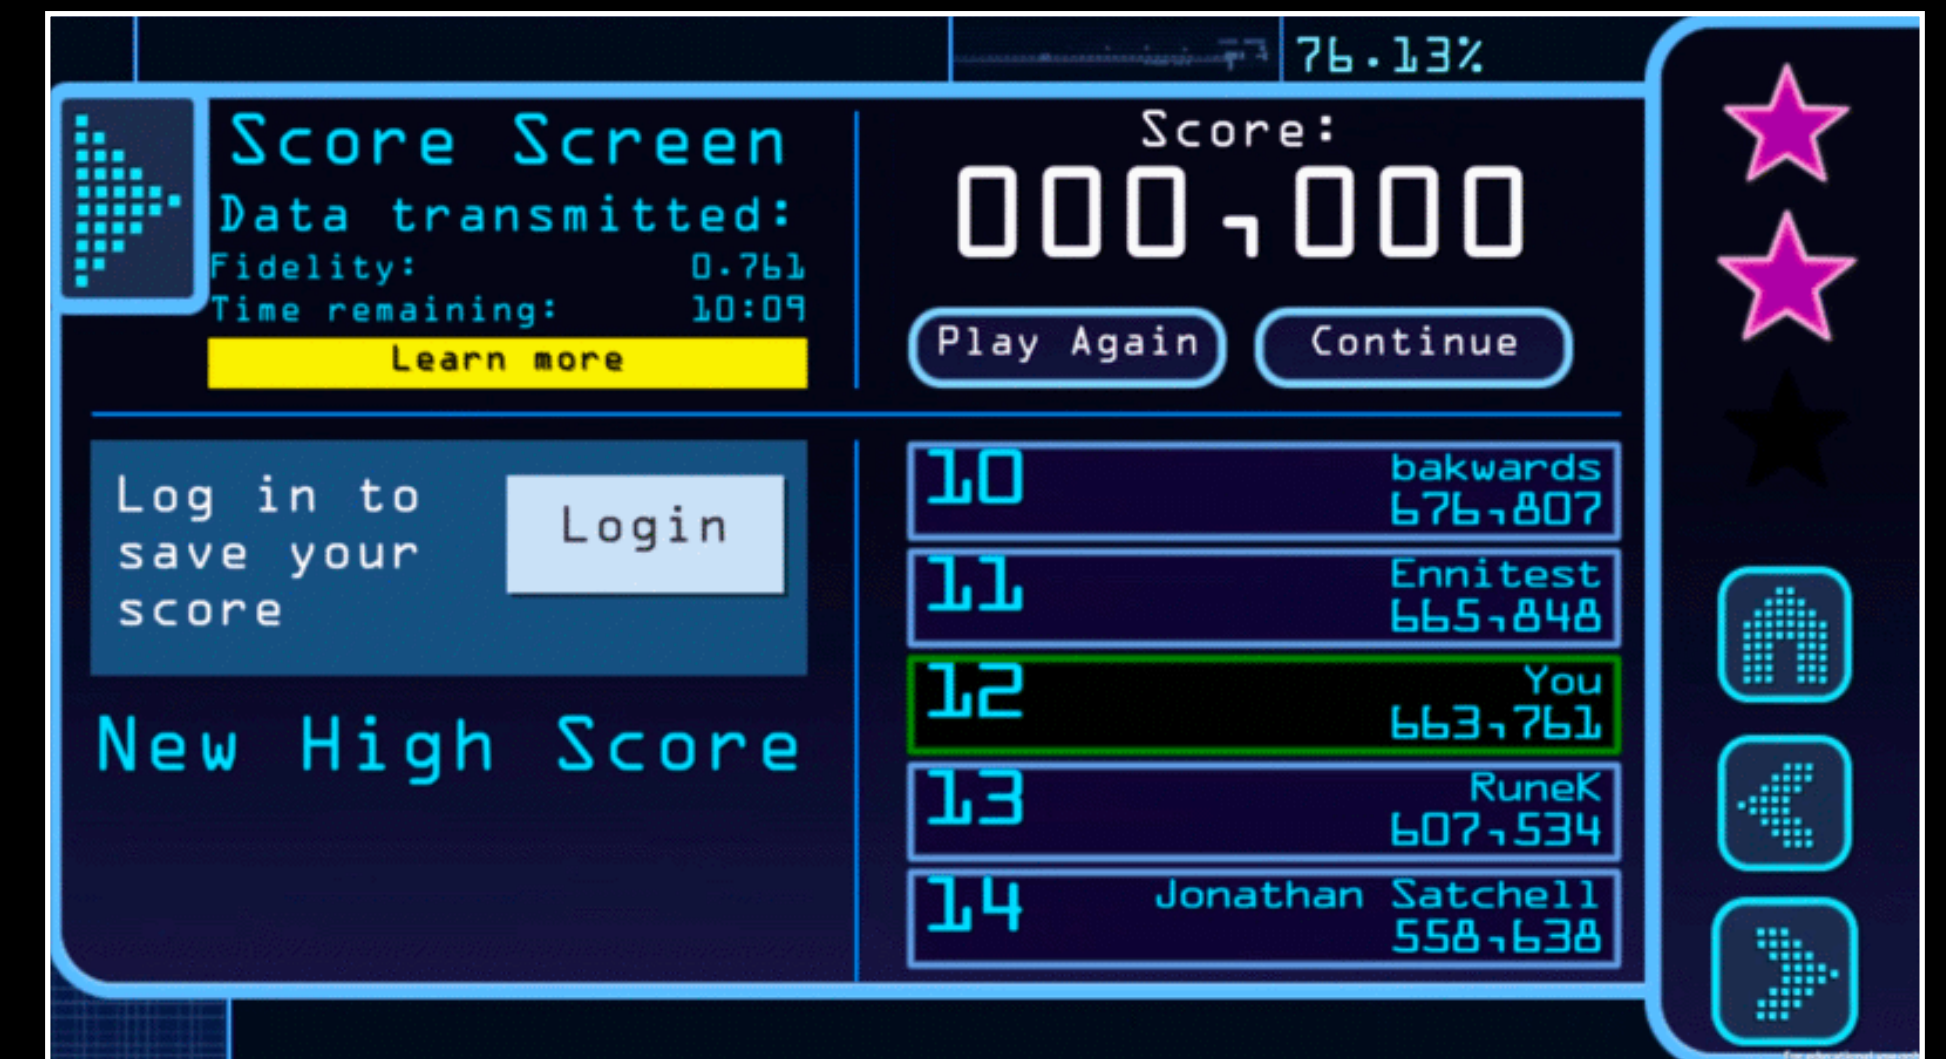 76.13%
Score Screen
Data transmitted:
Fidelity: 0.761
Time remaining: 10:09
Learn more
Score:
000,000
Play Again
Continue
Log in to
save your
score
Login
New High Score
10 bakwards
676,807
11 Ennitest
665,848
12 You
663,761
13 RuneK
607,534
14 Jonathan Satchell
558,638